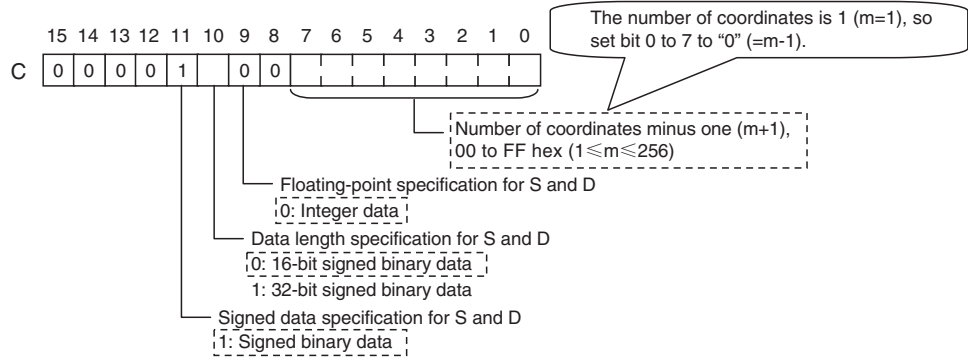 The number of coordinates is 1 (m=1), so
set bit 0 to 7 to “0” (=m-1).
15 14 13 12 11 10 9 8 7 6 5 4 3 2 1 0
C 0 0 0 0 1 0 0
Number of coordinates minus one (m+1),
00 to FF hex (1≤m≤256)
Floating-point specification for S and D
0: Integer data
Data length specification for S and D
0: 16-bit signed binary data
1: 32-bit signed binary data
Signed data specification for S and D
1: Signed binary data